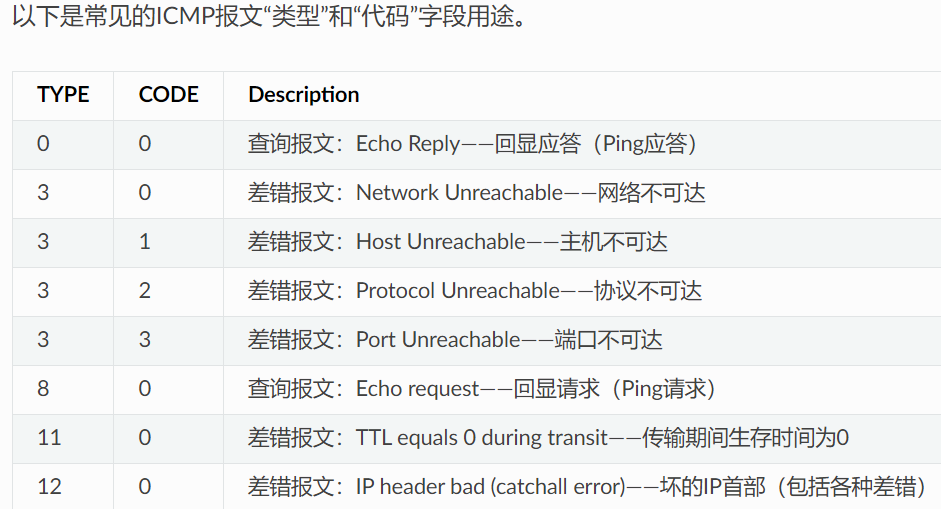 以下是常见的ICMP报文“类型”和“代码”字段用途。
TYPE CODE Description
0 0 查询报文：Echo Reply——回显应答（Ping应答）
3 0 差错报文：Network Unreachable——网络不可达
3 1 差错报文：Host Unreachable——主机不可达
3 2 差错报文：Protocol Unreachable——协议不可达
3 3 差错报文：Port Unreachable——端口不可达
8 0 查询报文：Echo request——回显请求（Ping请求）
11 0 差错报文：TTL equals 0 during transit——传输期间生存时间为0
12 0 差错报文：IP header bad (catchall error)——坏的IP首部（包括各种差错）